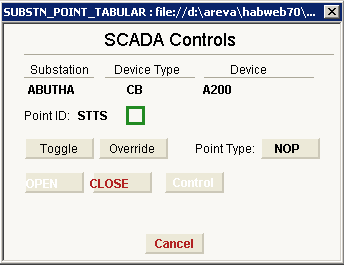 SUBSTN_POINT_TABULAR : file://d:\areva\habweb70\...
SCADA Controls
Substation Device Type Device
ABUTHA CB A200
Point ID: STTS
Toggle Override Point Type: NOP
OPEN CLOSE Control
Cancel